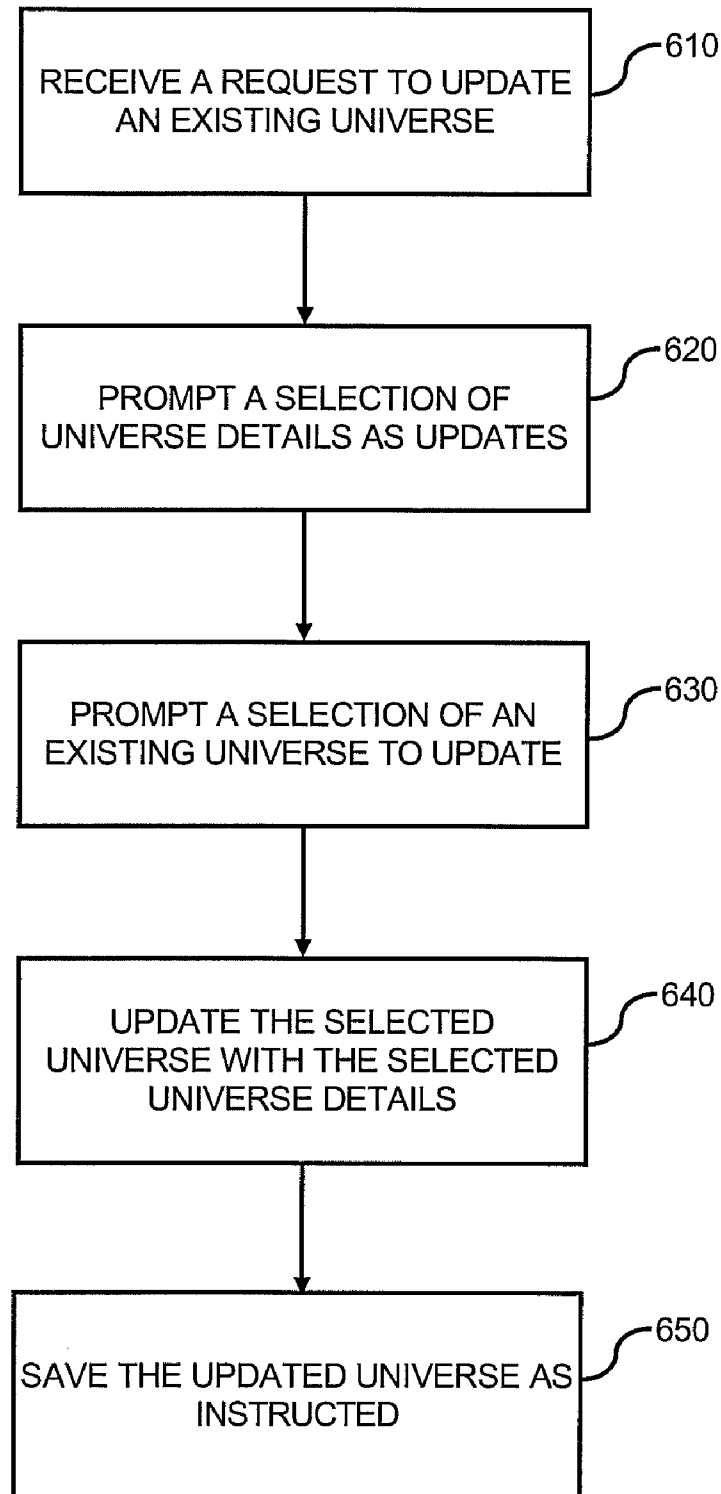 610
RECEIVE A REQUEST TO UPDATE
AN EXISTING UNIVERSE
620
PROMPT A SELECTION OF
UNIVERSE DETAILS AS UPDATES
630
PROMPT A SELECTION OF AN
EXISTING UNIVERSE TO UPDATE
640
UPDATE THE SELECTED
UNIVERSE WITH THE SELECTED
UNIVERSE DETAILS
650
SAVE THE UPDATED UNIVERSE AS
INSTRUCTED